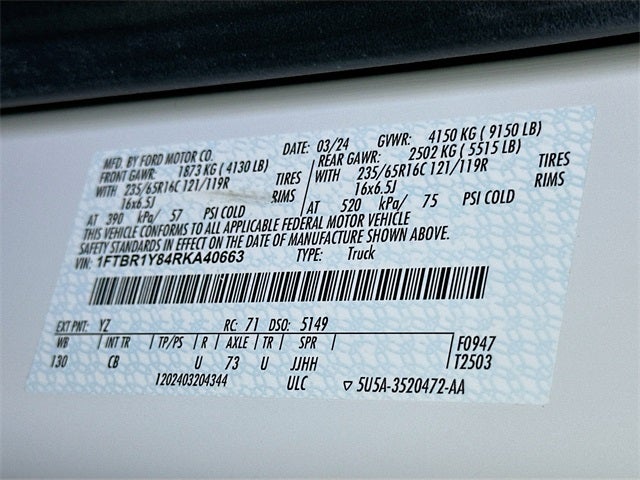 MFD. BY FORD MOTOR CO. DATE: 03/24 GVWR: 4150 KG ( 9150 LB)
FRONT GAWR: 1873 KG ( 4130 LB) REAR GAWR: 2502 KG ( 5515 LB)
WITH 235/65R16C 121/119R TIRES WITH 235/65R16C 121/119R TIRES
16x6.5J RIMS 16x6.5J RIMS
AT 390 kPa/ 57 PSI COLD AT 520 kPa/ 75 PSI COLD
THIS VEHICLE CONFORMS TO ALL APPLICABLE FEDERAL MOTOR VEHICLE
SAFETY STANDARDS IN EFFECT ON THE DATE OF MANUFACTURE SHOWN ABOVE.
VIN: 1FTBR1Y84RKA40663 TYPE: Truck
EXT PNT: YZ RC: 71 DSO: 5149
WB INT TR TP/PS R AXLE TR SPR F0947
130 CB U 73 U JJHH T2503
1202403204344 ULC ▽ 5U5A-3520472-AA